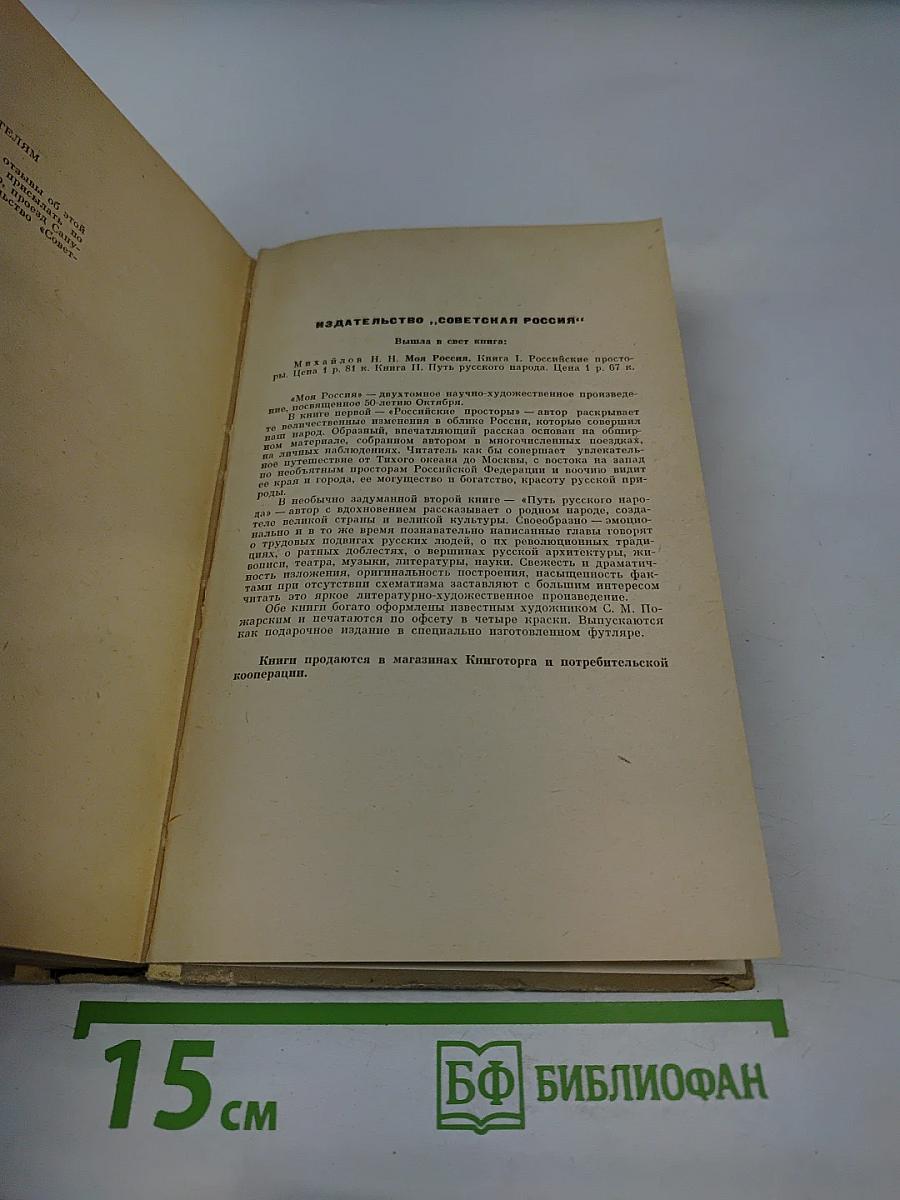 ТЕЛЯМ
отзывы об этой
присылать по
проезд Сапу-
льство «Совет-
ИЗДАТЕЛЬСТВО „СОВЕТСКАЯ РОССИЯ“
Вышла в свет книга:
Михайлов Н. Н. Моя Россия. Книга I. Российские просто-
ры. Цена 1 р. 81 к. Книга II. Путь русского народа. Цена 1 р. 67 к.
«Моя Россия» — двухтомное научно-художественное произведе-
ние, посвященное 50-летию Октября.
В книге первой — «Российские просторы» — автор раскрывает
те величественные изменения в облике России, которые совершил
наш народ. Образный, впечатляющий рассказ основан на обшир-
ном материале, собранном автором в многочисленных поездках,
на личных наблюдениях. Читатель как бы совершает увлекатель-
ное путешествие от Тихого океана до Москвы, с востока на запад
по необъятным просторам Российской Федерации и воочию видит
ее края и города, ее могущество и богатство, красоту русской при-
роды.
В необычно задуманной второй книге — «Путь русского наро-
да» — автор с вдохновением рассказывает о родном народе, созда-
теле великой страны и великой культуры. Своеобразно — эмоцио-
нально и в то же время познавательно написанные главы говорят
о трудовых подвигах русских людей, о их революционных тради-
циях, о ратных доблестях, о вершинах русской архитектуры, жи-
вописи, театра, музыки, литературы, науки. Свежесть и драматич-
ность изложения, оригинальность построения, насыщенность фак-
тами при отсутствии схематизма заставляют с большим интересом
читать это яркое литературно-художественное произведение.
Обе книги богато оформлены известным художником С. М. По-
жарским и печатаются по офсету в четыре краски. Выпускаются
как подарочное издание в специально изготовленном футляре.
Книги продаются в магазинах Книготорга и потребительской
кооперации.
15 см
БФ БИБЛИОФАН